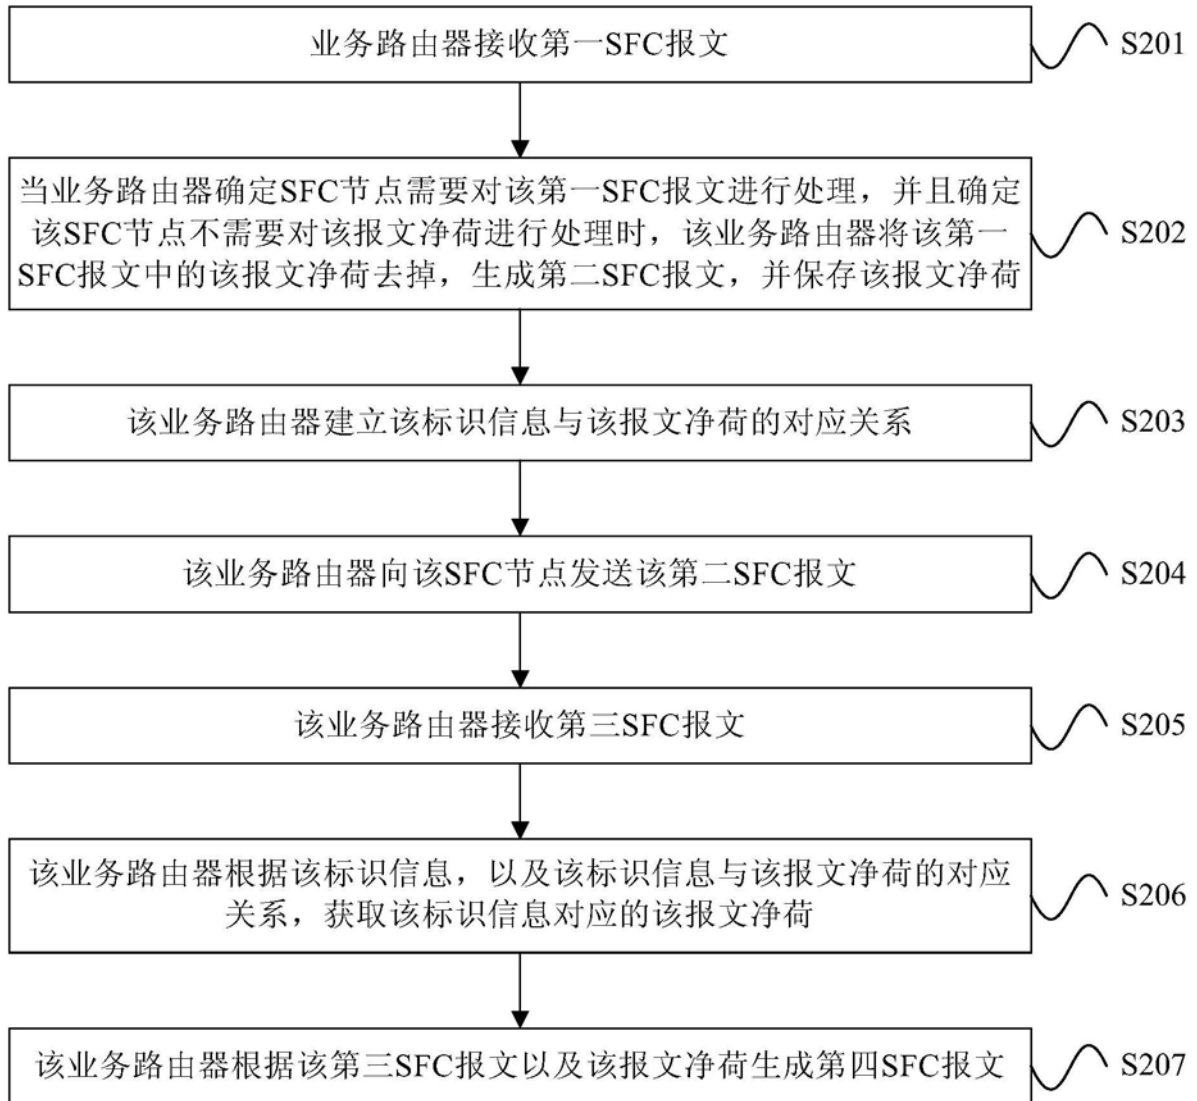 业务路由器接收第一SFC报文
S201
当业务路由器确定SFC节点需要对该第一SFC报文进行处理，并且确定
该SFC节点不需要对该报文净荷进行处理时，该业务路由器将该第一
SFC报文中的该报文净荷去掉，生成第二SFC报文，并保存该报文净荷
S202
该业务路由器建立该标识信息与该报文净荷的对应关系
S203
该业务路由器向该SFC节点发送该第二SFC报文
S204
该业务路由器接收第三SFC报文
S205
该业务路由器根据该标识信息，以及该标识信息与该报文净荷的对应
关系，获取该标识信息对应的该报文净荷
S206
该业务路由器根据该第三SFC报文以及该报文净荷生成第四SFC报文
S207